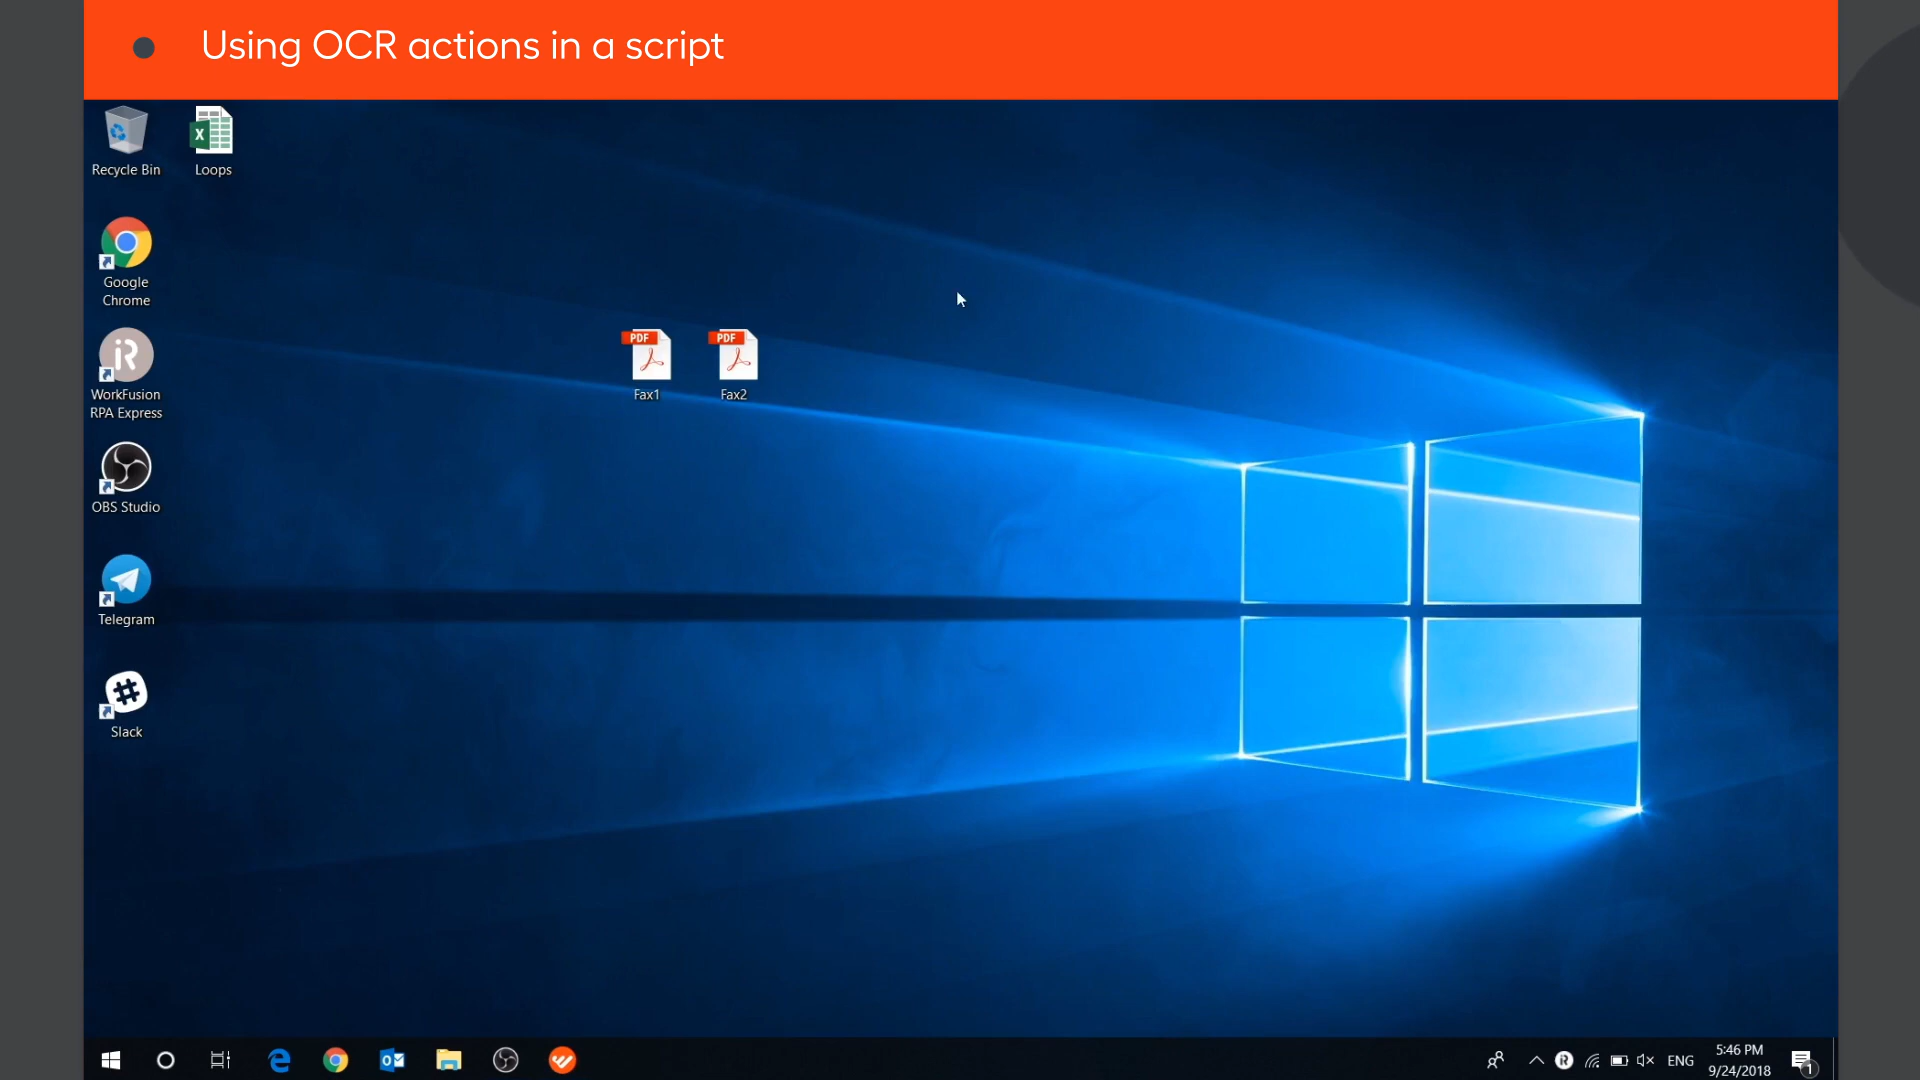 Using OCR actions in a script
Recycle Bin
Loops
Google
Chrome
WorkFusion
RPA Express
OBS Studio
Telegram
Slack
PDF
Fax1
PDF
Fax2
ENG
5:46 PM
9/24/2018
1